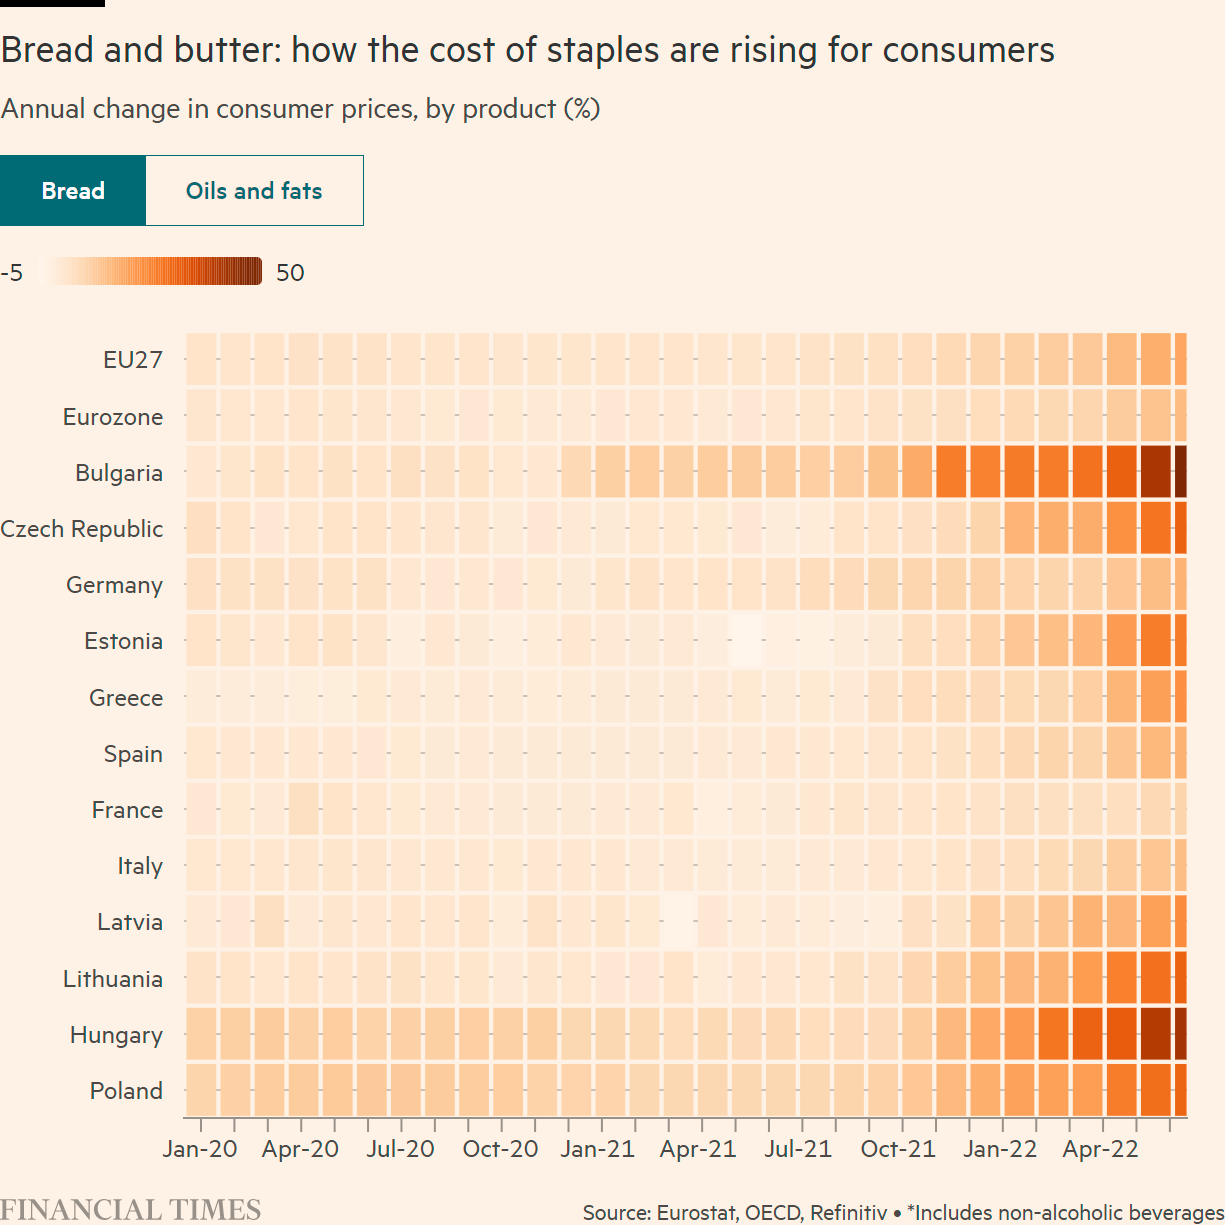 Bread and butter: how the cost of staples are rising for consumers
Annual change in consumer prices, by product (%)
Bread Oils and fats
-5 50
EU27
Eurozone
Bulgaria
Czech Republic
Germany
Estonia
Greece
Spain
France
Italy
Latvia
Lithuania
Hungary
Poland
Jan-20 Apr-20 Jul-20 Oct-20 Jan-21 Apr-21 Jul-21 Oct-21 Jan-22 Apr-22
FINANCIAL TIMES
Source: Eurostat, OECD, Refinitiv • *Includes non-alcoholic beverages